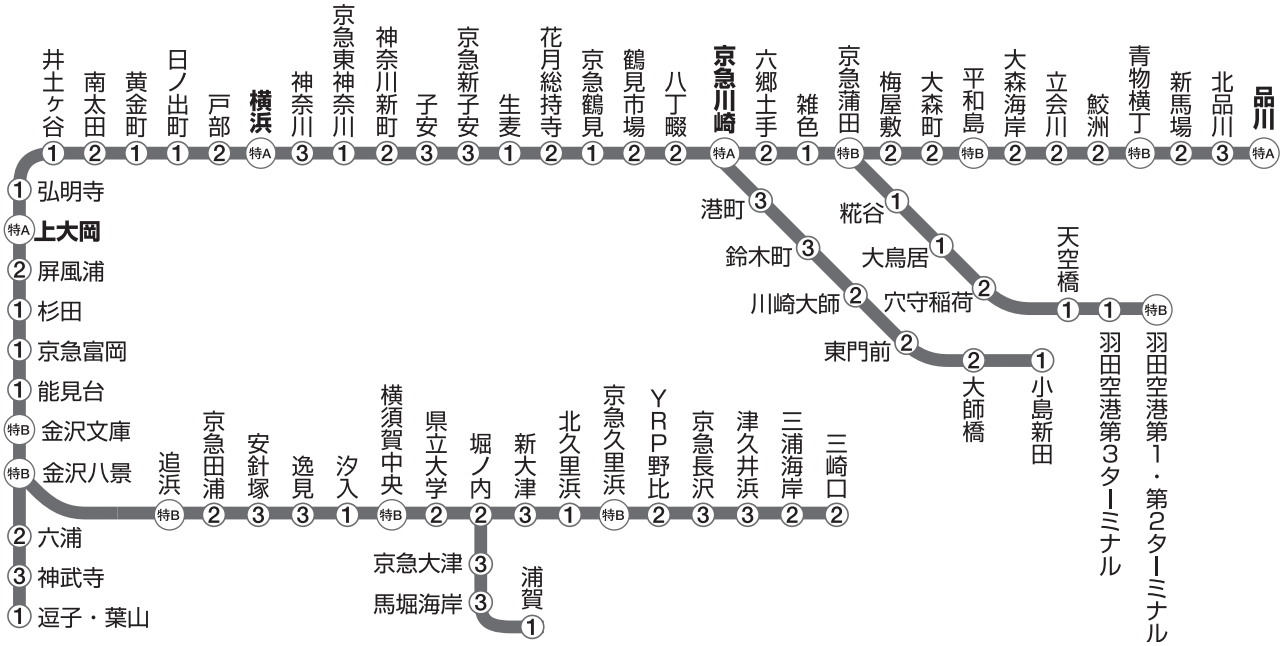 井土ヶ谷
①
南太田
②
黄金町
①
日ノ出町
①
戸部
②
横浜
特A
神奈川
③
京急東神奈川
①
神奈川新町
②
子安
③
京急新子安
③
生麦
①
花月総持寺
②
京急鶴見
①
鶴見市場
②
八丁畷
②
京急川崎
特A
六郷土手
②
雑色
①
京急蒲田
特B
梅屋敷
②
大森町
②
平和島
特B
大森海岸
②
立会川
②
鮫洲
②
青物横丁
特B
新馬場
②
北品川
③
品川
特A
① 弘明寺
特A 上大岡
② 屏風浦
① 杉田
① 京急富岡
① 能見台
特B 金沢文庫
特B 金沢八景
② 六浦
③ 神武寺
① 逗子・葉山
追浜
特B
京急田浦
②
安針塚
③
逸見
③
汐入
①
横須賀中央
特B
県立大学
②
堀ノ内
②
新大津
③
北久里浜
①
京急久里浜
特B
YRP野比
②
京急長沢
③
津久井浜
③
三浦海岸
②
三崎口
②
京急大津 ③
馬堀海岸 ③
浦賀
①
港町 ③
鈴木町 ③
川崎大師 ②
東門前 ②
②
大師橋
①
小島新田
糀谷 ①
大鳥居 ①
穴守稲荷 ②
天空橋
①
①
羽田空港第3ターミナル
特B
羽田空港第1・第2ターミナル